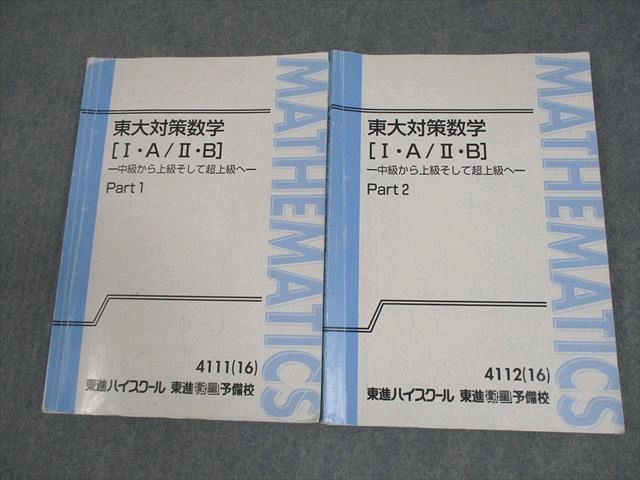 東大対策数学
[Ⅰ・A/Ⅱ・B]
―中級から上級そして超上級へ―
Part 1
4111(16)
東進ハイスクール 東進衛星予備校
MATHEMATICS
東大対策数学
[Ⅰ・A/Ⅱ・B]
―中級から上級そして超上級へ―
Part 2
4112(16)
東進ハイスクール 東進衛星予備校
MATHEMATICS